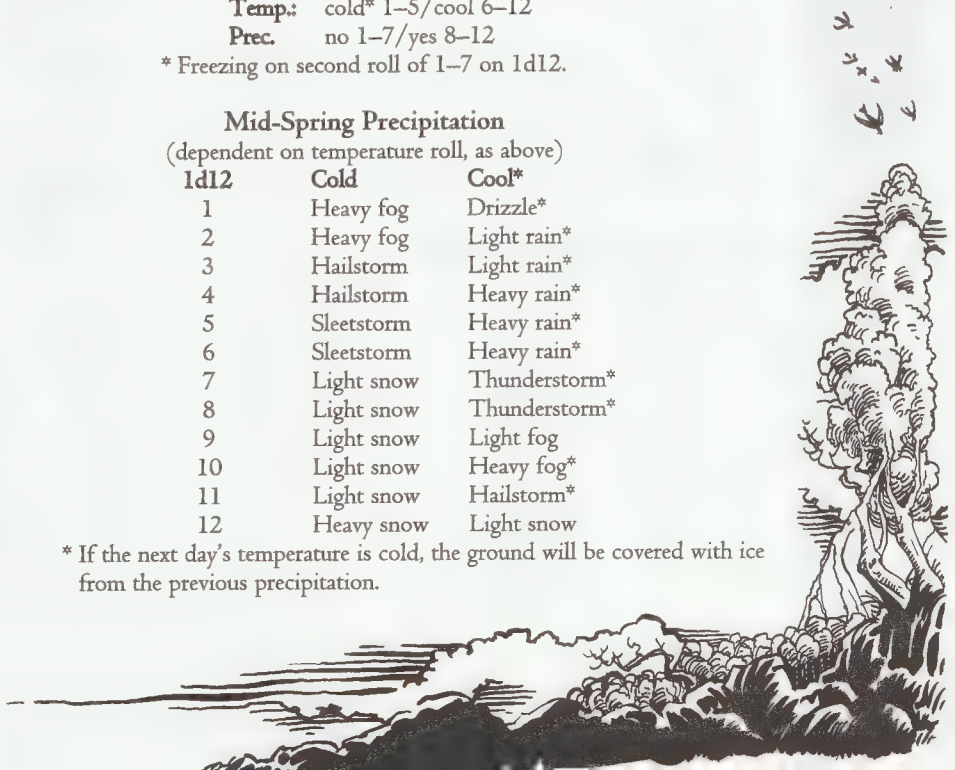 Temp.: cold* 1–5/cool 6–12
Prec. no 1–7/yes 8–12
* Freezing on second roll of 1–7 on 1d12.
Mid-Spring Precipitation
(dependent on temperature roll, as above)
1d12 Cold Cool*
1 Heavy fog Drizzle*
2 Heavy fog Light rain*
3 Hailstorm Light rain*
4 Hailstorm Heavy rain*
5 Sleetstorm Heavy rain*
6 Sleetstorm Heavy rain*
7 Light snow Thunderstorm*
8 Light snow Thunderstorm*
9 Light snow Light fog
10 Light snow Heavy fog*
11 Light snow Hailstorm*
12 Heavy snow Light snow
* If the next day's temperature is cold, the ground will be covered with ice
from the previous precipitation.